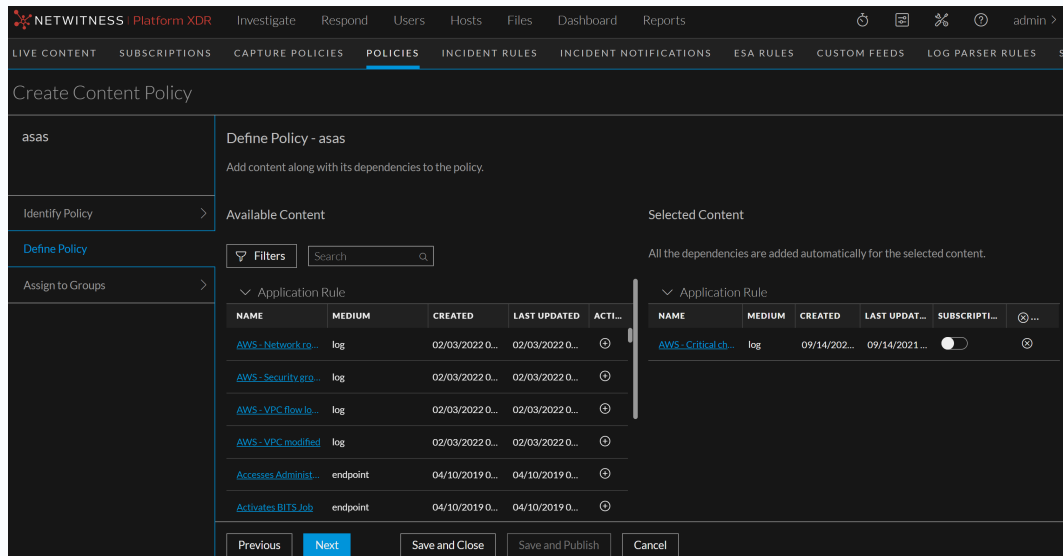 NETWITNESS | Platform XDR Investigate Respond Users Hosts Files Dashboard Reports admin >
LIVE CONTENT SUBSCRIPTIONS CAPTURE POLICIES POLICIES INCIDENT RULES INCIDENT NOTIFICATIONS ESA RULES CUSTOM FEEDS LOG PARSER RULES S
Create Content Policy
asas
Identify Policy
Define Policy
Assign to Groups
Define Policy - asas
Add content along with its dependencies to the policy.
Available Content
Filters Search
Application Rule
NAME MEDIUM CREATED LAST UPDATED ACTI...
AWS - Network ro... log 02/03/2022 0... 02/03/2022 0...
AWS - Security gro... log 02/03/2022 0... 02/03/2022 0...
AWS - VPC flow lo... log 02/03/2022 0... 02/03/2022 0...
AWS - VPC modified log 02/03/2022 0... 02/03/2022 0...
Accesses Administ... endpoint 04/10/2019 0... 04/10/2019 0...
Activates BITS Job endpoint 04/10/2019 0... 04/10/2019 0...
Selected Content
All the dependencies are added automatically for the selected content.
Application Rule
NAME MEDIUM CREATED LAST UPDAT... SUBSCRIPTI... ...
AWS - Critical ch... log 09/14/202... 09/14/2021 ...
Previous Next Save and Close Save and Publish Cancel